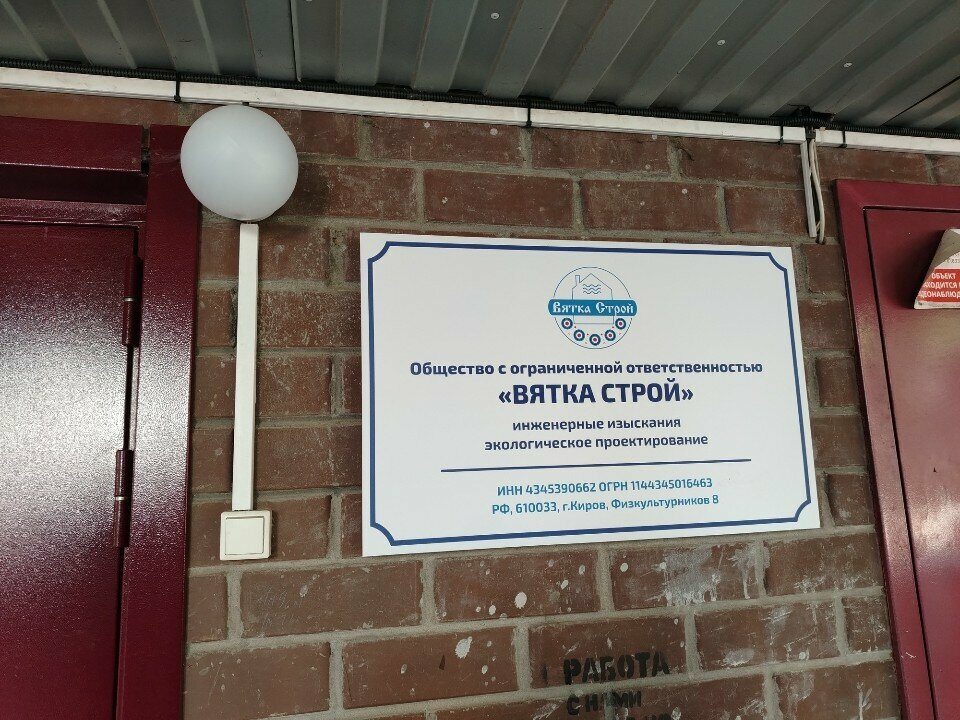 Вятка Строй
Общество с ограниченной ответственностью
«ВЯТКА СТРОЙ»
инженерные изыскания
экологическое проектирование
ИНН 4345390662 ОГРН 1144345016463
РФ, 610033, г.Киров, Физкультурников 8
ОБЪЕКТ
РАБОТА
С НАМИ